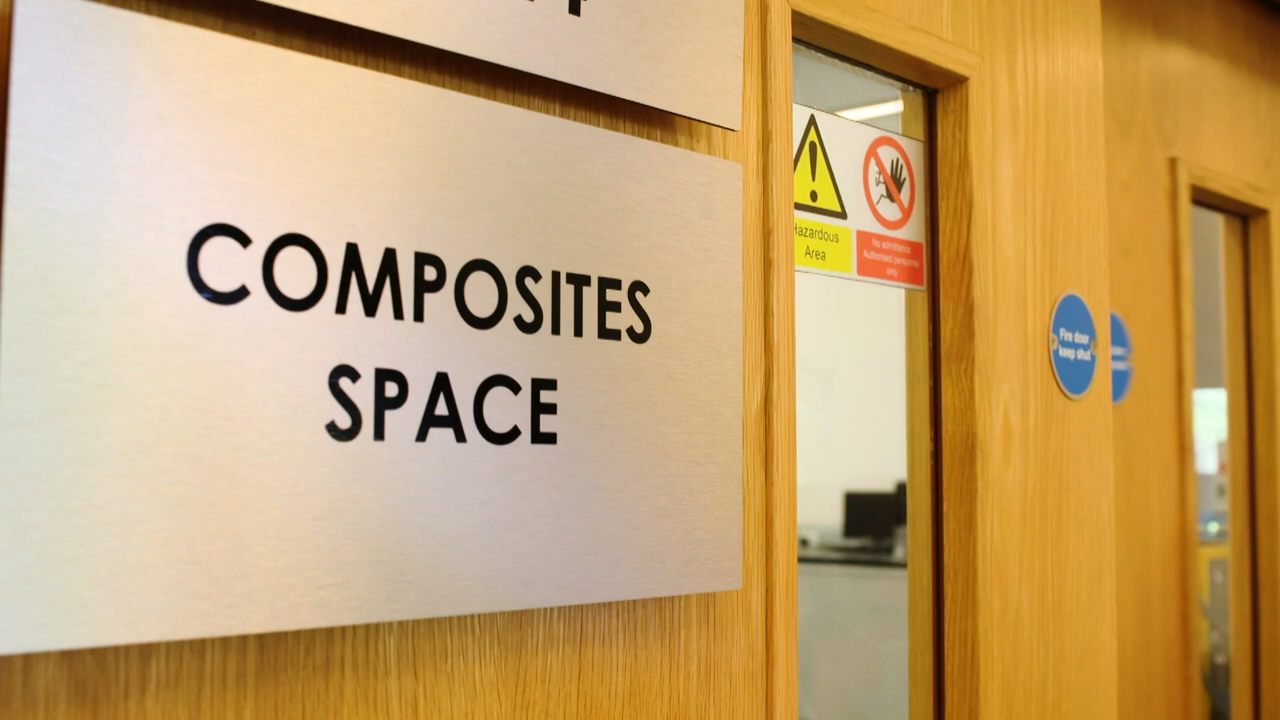 COMPOSITES
SPACE
Hazardous
Area
No admittance
Authorised personnel
only
Fire door
keep shut